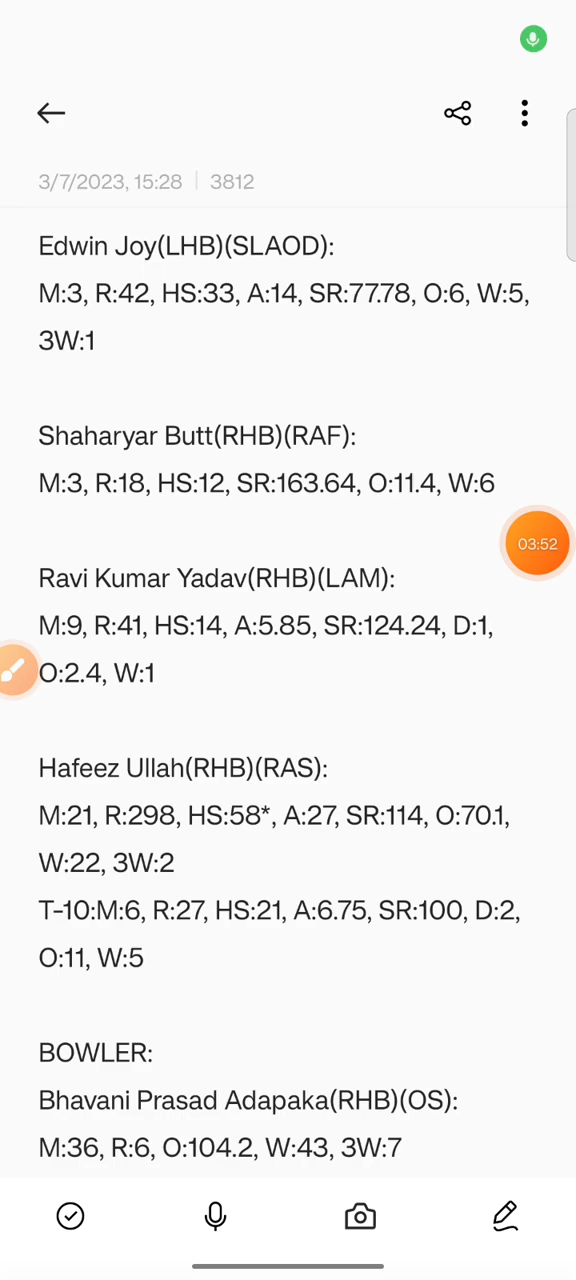 3/7/2023, 15:28 | 3812
Edwin Joy(LHB)(SLAOD):
M:3, R:42, HS:33, A:14, SR:77.78, O:6, W:5,
3W:1
Shaharyar Butt(RHB)(RAF):
M:3, R:18, HS:12, SR:163.64, O:11.4, W:6
03:52
Ravi Kumar Yadav(RHB)(LAM):
M:9, R:41, HS:14, A:5.85, SR:124.24, D:1,
O:2.4, W:1
Hafeez Ullah(RHB)(RAS):
M:21, R:298, HS:58*, A:27, SR:114, O:70.1,
W:22, 3W:2
T-10:M:6, R:27, HS:21, A:6.75, SR:100, D:2,
O:11, W:5
BOWLER:
Bhavani Prasad Adapaka(RHB)(OS):
M:36, R:6, O:104.2, W:43, 3W:7